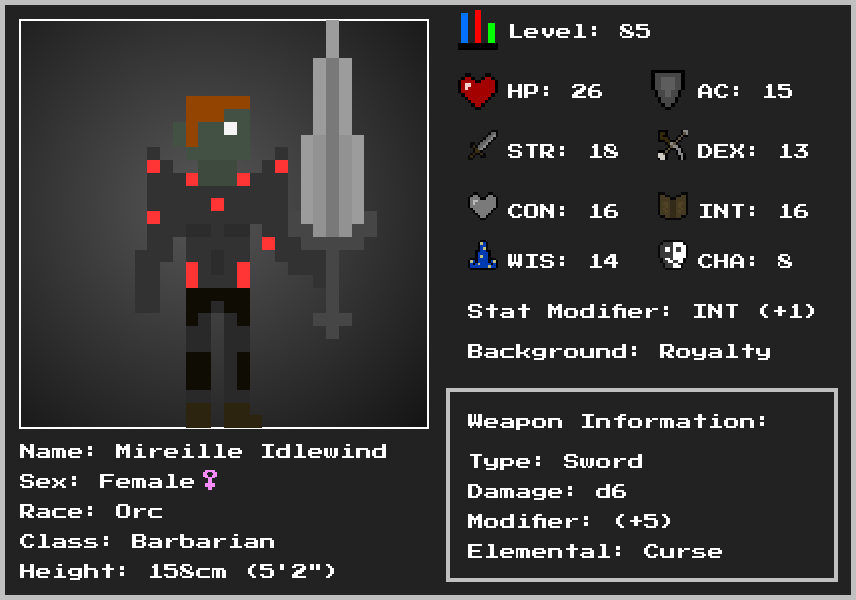 Level: 85
HP: 26 AC: 15
STR: 18 DEX: 13
CON: 16 INT: 16
WIS: 14 CHA: 8
Stat Modifier: INT (+1)
Background: Royalty
Weapon Information:
Type: Sword
Damage: d6
Modifier: (+5)
Elemental: Curse
Name: Mireille Idlewind
Sex: Female♀
Race: Orc
Class: Barbarian
Height: 158cm (5'2")